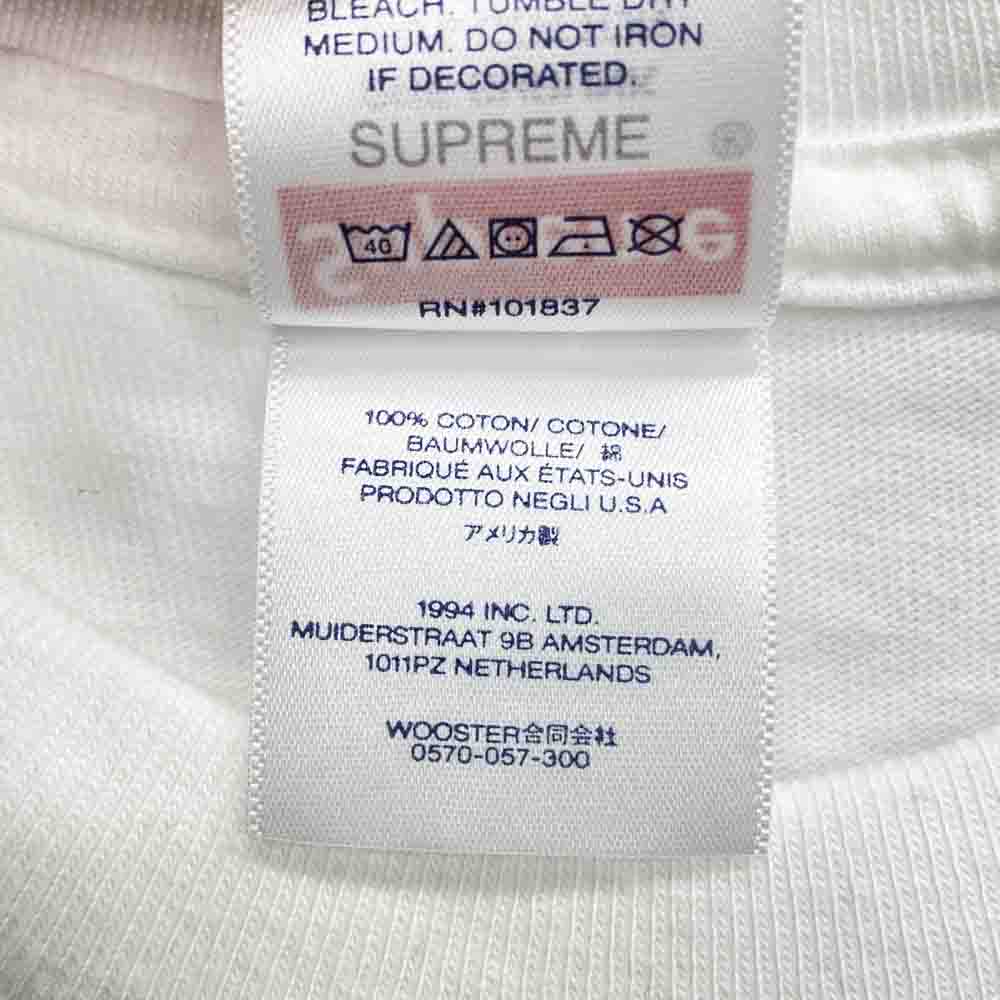 BLEACH. TUMBLE DRY
MEDIUM. DO NOT IRON
IF DECORATED.
SUPREME
40
RN#101837
100% COTON/ COTONE/
BAUMWOLLE/ 綿
FABRIQUÉ AUX ÉTATS-UNIS
PRODOTTO NEGLI U.S.A
アメリカ製
1994 INC. LTD.
MUIDERSTRAAT 9B AMSTERDAM,
1011PZ NETHERLANDS
WOOSTER合同会社
0570-057-300